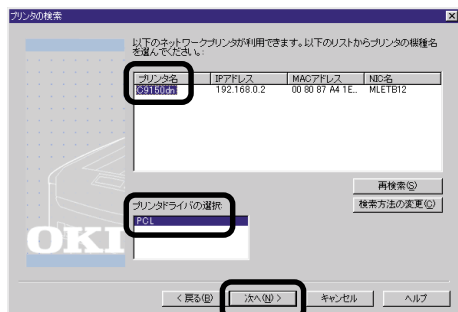 プリンタの検索
以下のネットワークプリンタが利用できます。以下のリストからプリンタの機種名
を選んでください。:
プリンタ名 IPアドレス MACアドレス NIC名
C9150dn 192.168.0.2 00 80 87 A4 1E... MLETB12
再検索(S)
検索方法の変更(C)
プリンタドライバの選択:
PCL
OKI
< 戻る(B) 次へ(N) > キャンセル ヘルプ